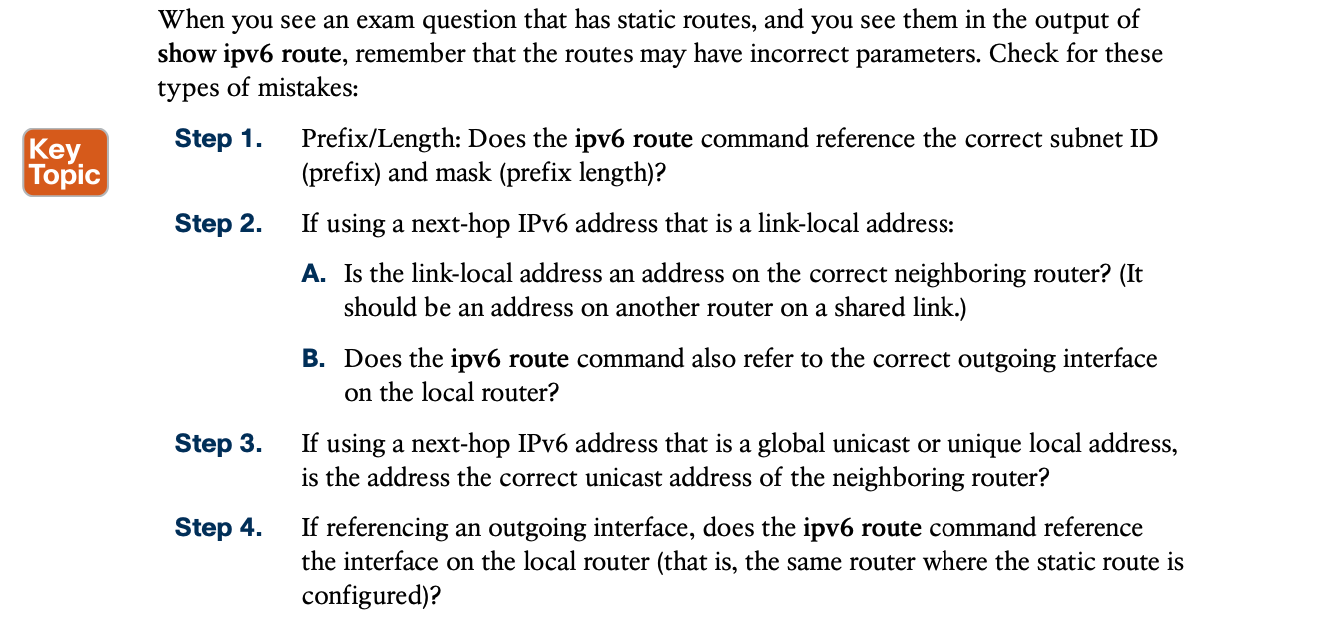 When you see an exam question that has static routes, and you see them in the output of
show ipv6 route, remember that the routes may have incorrect parameters. Check for these
types of mistakes:
Key
Topic
Step 1. Prefix/Length: Does the ipv6 route command reference the correct subnet ID
(prefix) and mask (prefix length)?
Step 2. If using a next-hop IPv6 address that is a link-local address:
A. Is the link-local address an address on the correct neighboring router? (It
should be an address on another router on a shared link.)
B. Does the ipv6 route command also refer to the correct outgoing interface
on the local router?
Step 3. If using a next-hop IPv6 address that is a global unicast or unique local address,
is the address the correct unicast address of the neighboring router?
Step 4. If referencing an outgoing interface, does the ipv6 route command reference
the interface on the local router (that is, the same router where the static route is
configured)?